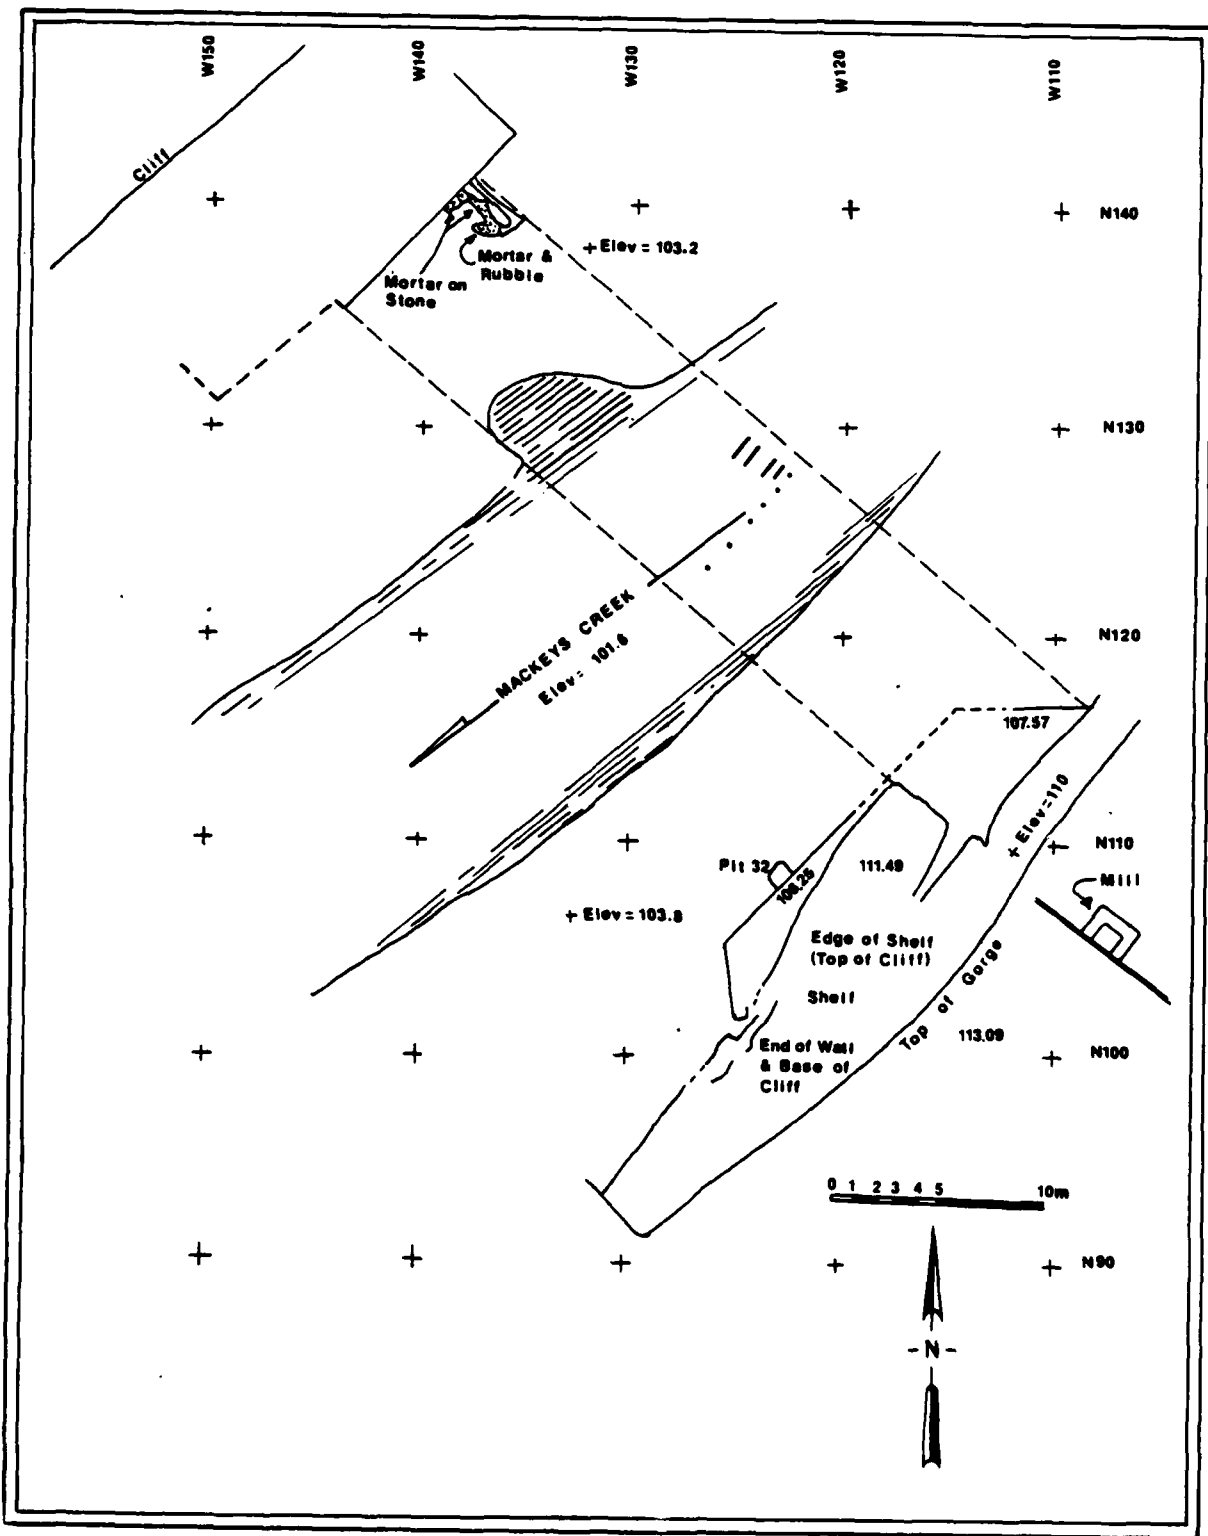 W150
W140
W130
W120
W110
Cliff
N140
Elev = 103.2
Mortar &
Rubble
Mortar on
Stone
N130
N120
MACKEYS CREEK
Elev = 101.6
107.57
Elev = 110
N110
Pit 32
111.49
Mill
Elev = 103.8
Edge of Shelf
(Top of Cliff)
Shelf
Top of Gorge
113.09
End of Wall
& Base of
Cliff
N100
0 1 2 3 4 5 10m
N90
- N -